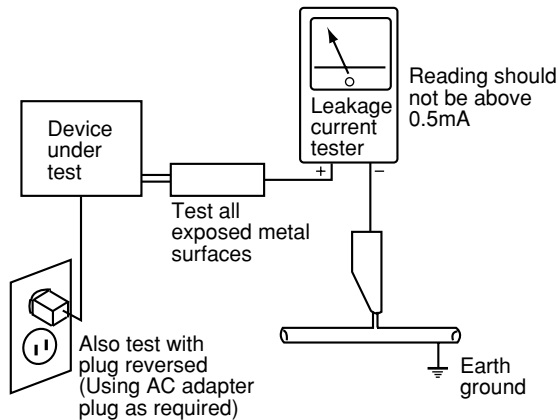 Device
under
test
Leakage
current
tester
+ −
Reading should
not be above
0.5mA
Test all
exposed metal
surfaces
Also test with
plug reversed
(Using AC adapter
plug as required)
Earth
ground